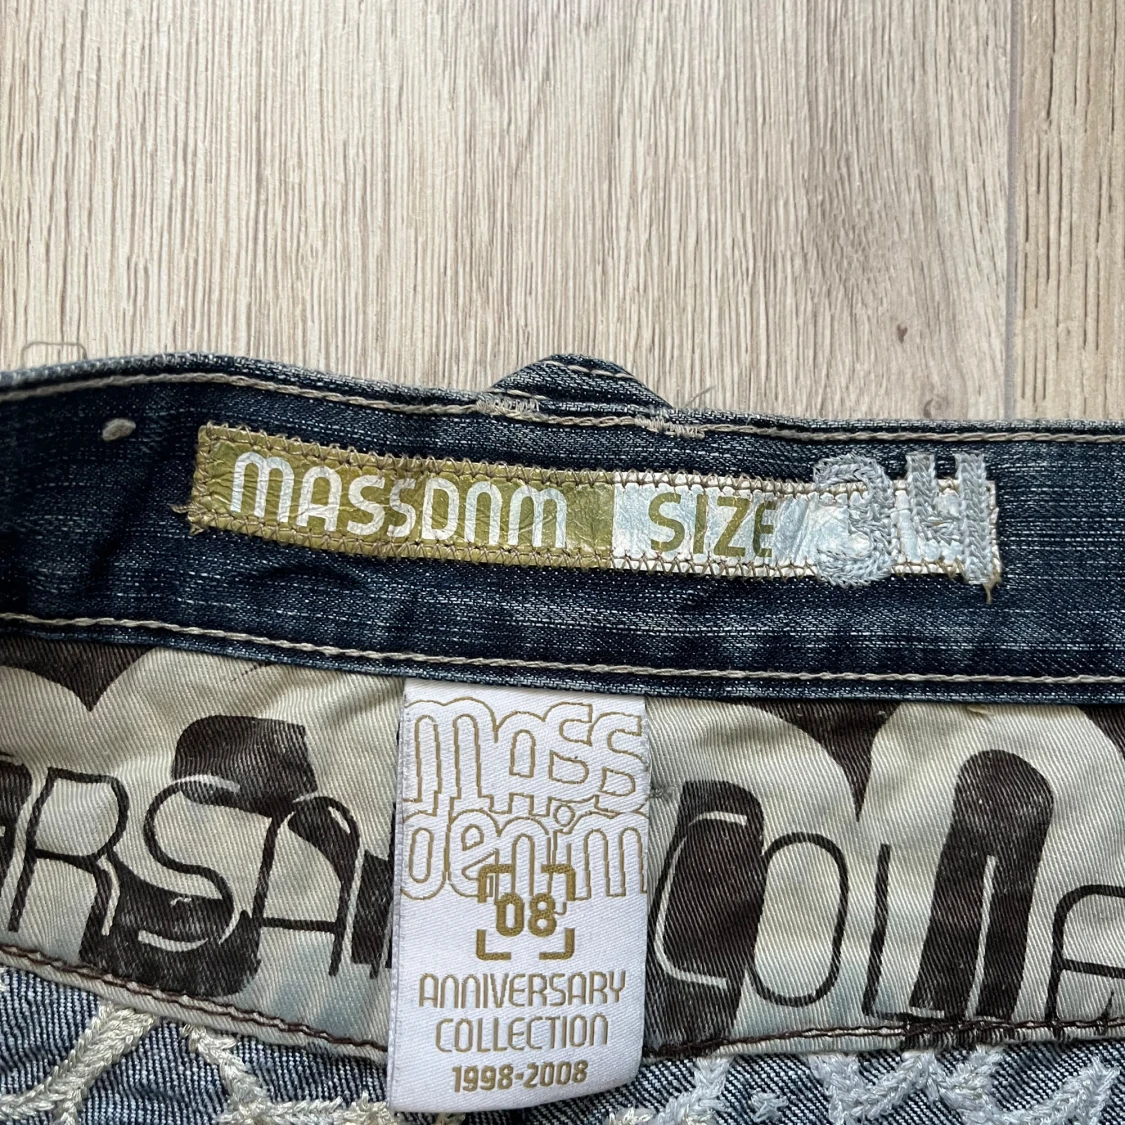 MASSDNM SIZE 34
mass
denim
08
ANNIVERSARY
COLLECTION
1998-2008